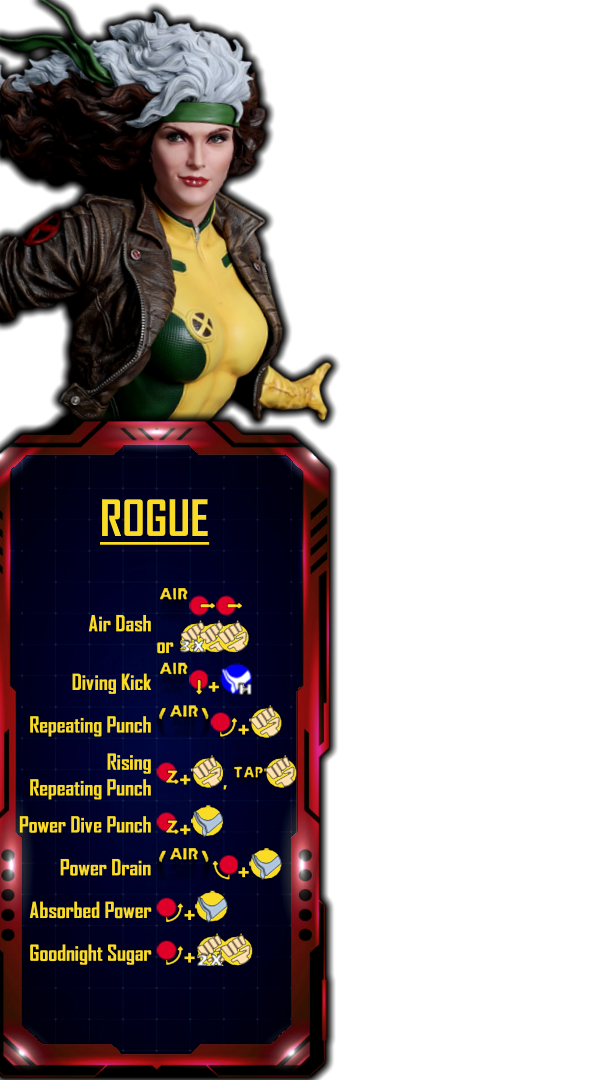 ROGUE
AIR
Air Dash
or 3X
AIR
Diving Kick + H
(AIR)
Repeating Punch +
Rising
Repeating Punch + , TAP
Power Dive Punch +
(AIR)
Power Drain +
Absorbed Power +
Goodnight Sugar + 2X